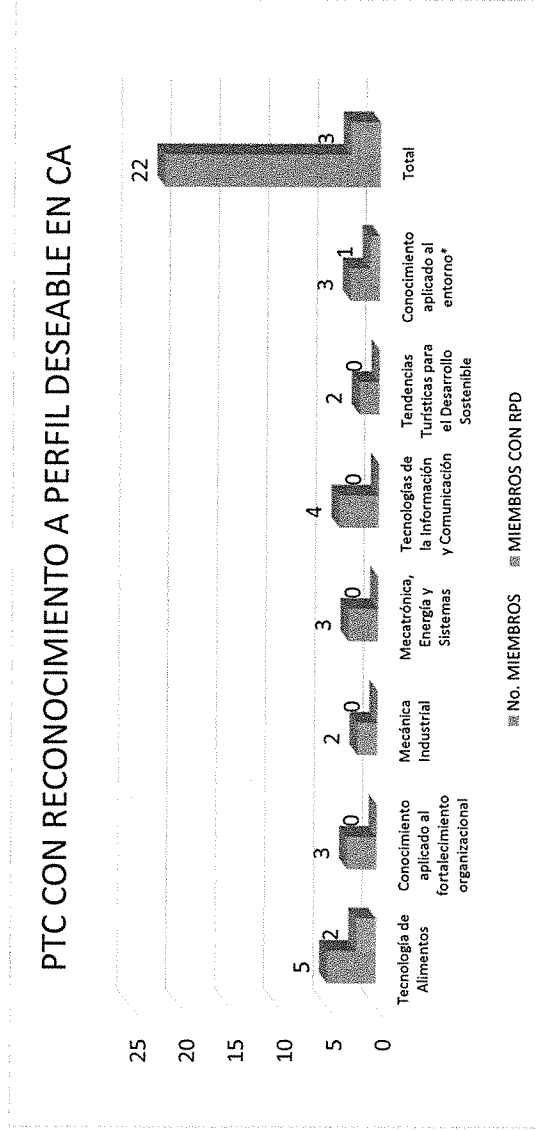 PTC CON RECONOCIMIENTO A PERFIL DESEABLE EN CA
25
20
15
10
5
0
5
2
3
0
2
0
3
0
4
0
2
0
3
1
22
3
Tecnología de
Alimentos
Conocimiento
aplicado al
fortalecimiento
organizacional
Mecánica
Industrial
Mecatrónica,
Energía y
Sistemas
Tecnologías de
la Información
y Comunicación
Tendencias
Turísticas para
el Desarrollo
Sostenible
Conocimiento
aplicado al
entorno*
Total
No. MIEMBROS
MIEMBROS CON RPD